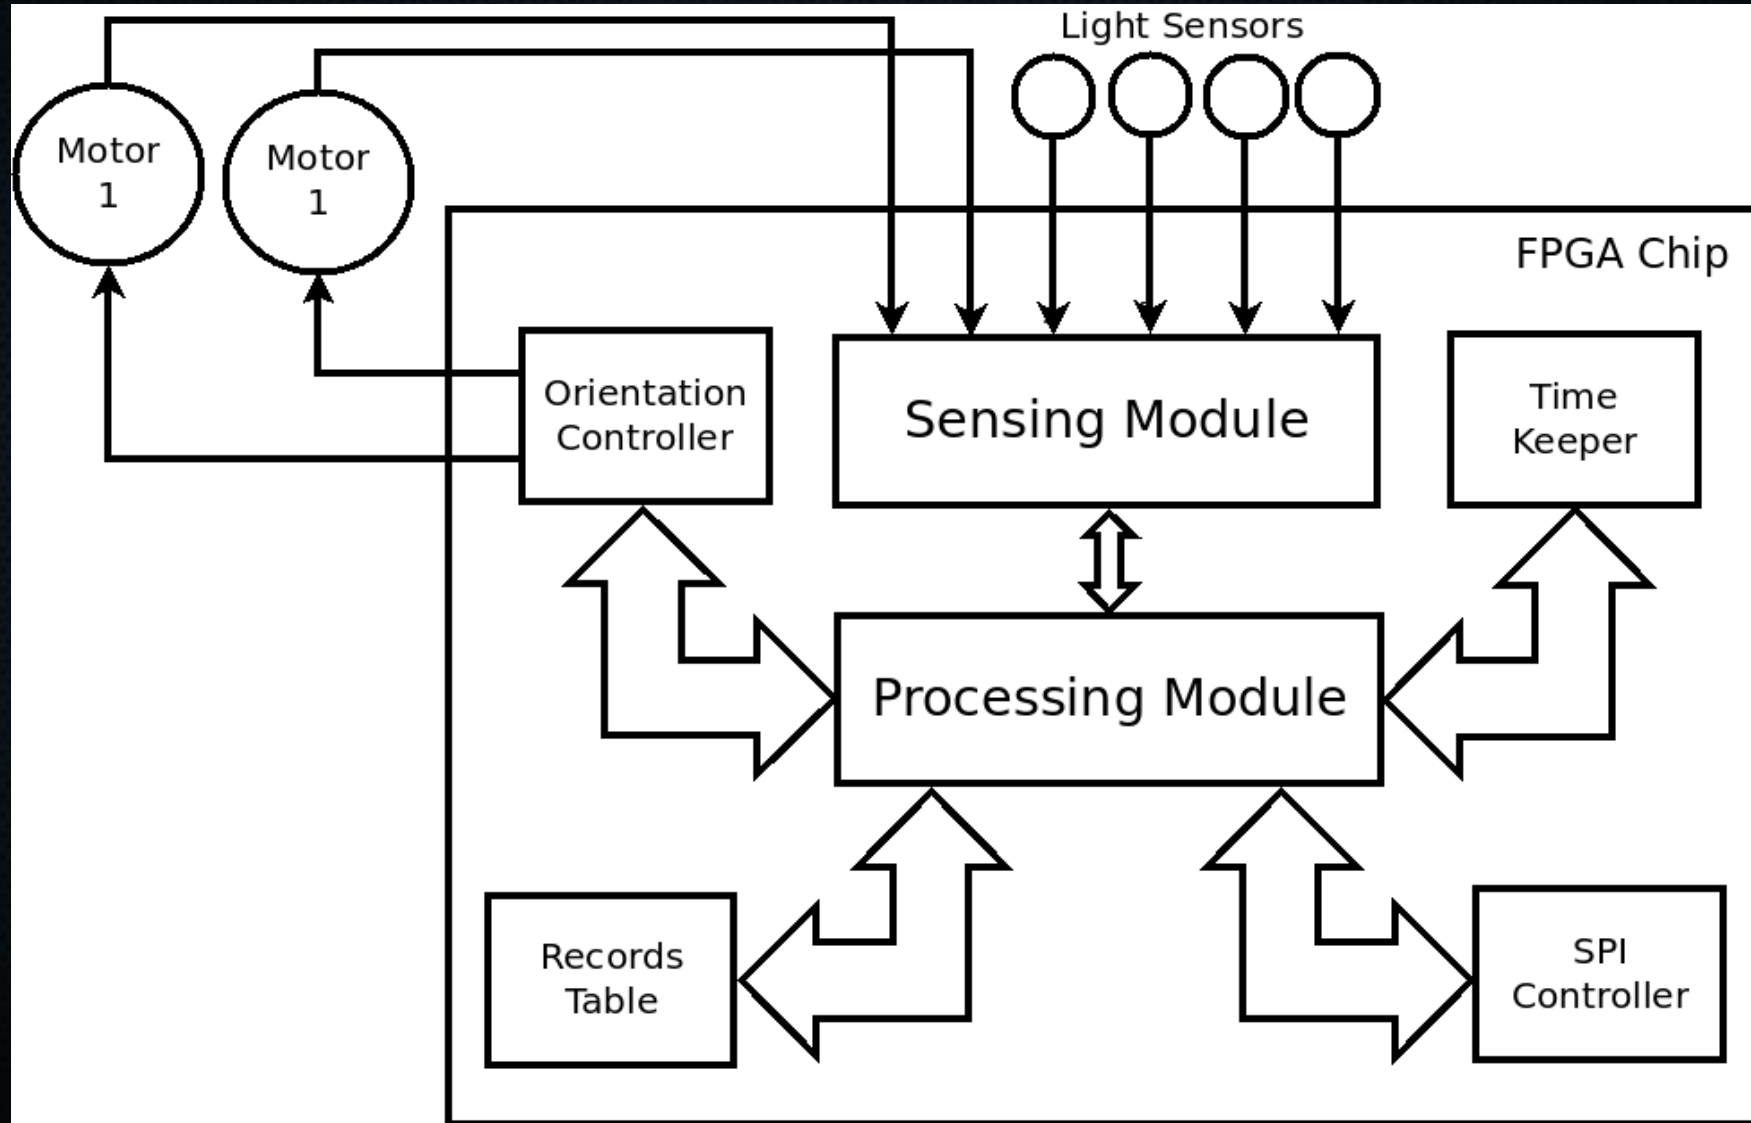 Light Sensors
Motor
1
Motor
1
FPGA Chip
Orientation
Controller
Sensing Module
Time
Keeper
Processing Module
Records
Table
SPI
Controller